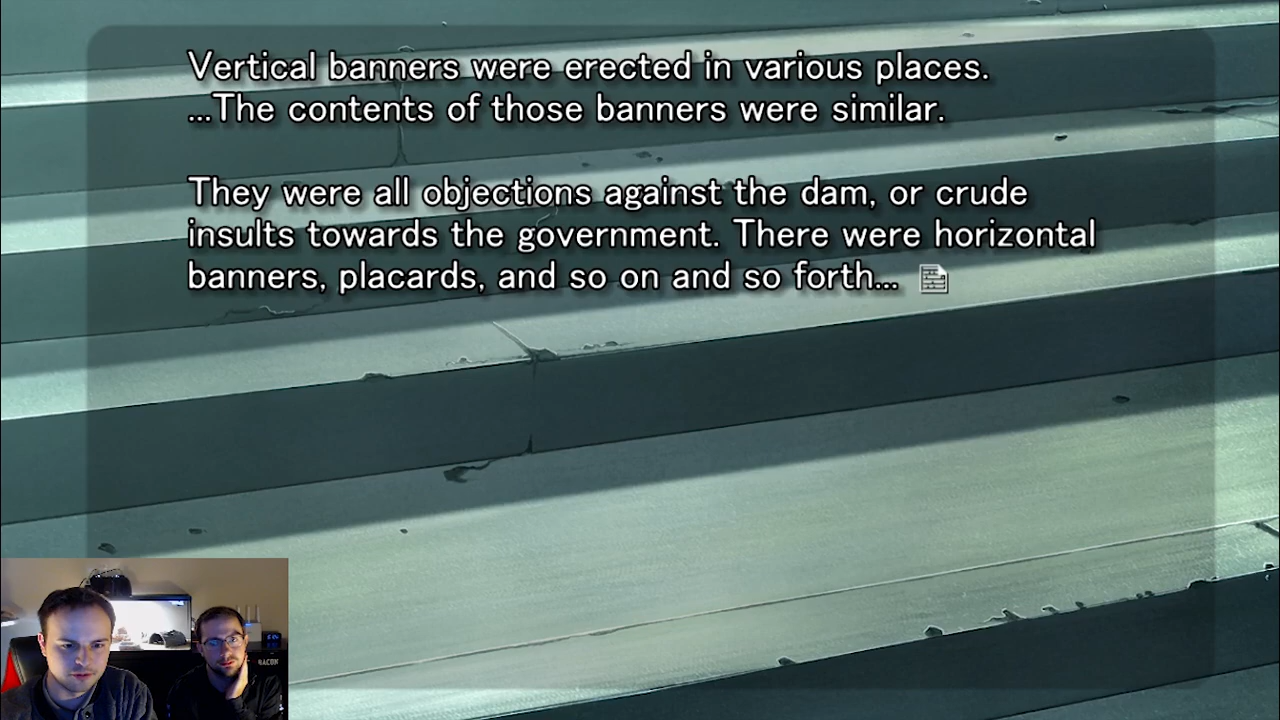 Vertical banners were erected in various places.
...The contents of those banners were similar.
They were all objections against the dam, or crude
insults towards the government. There were horizontal
banners, placards, and so on and so forth...